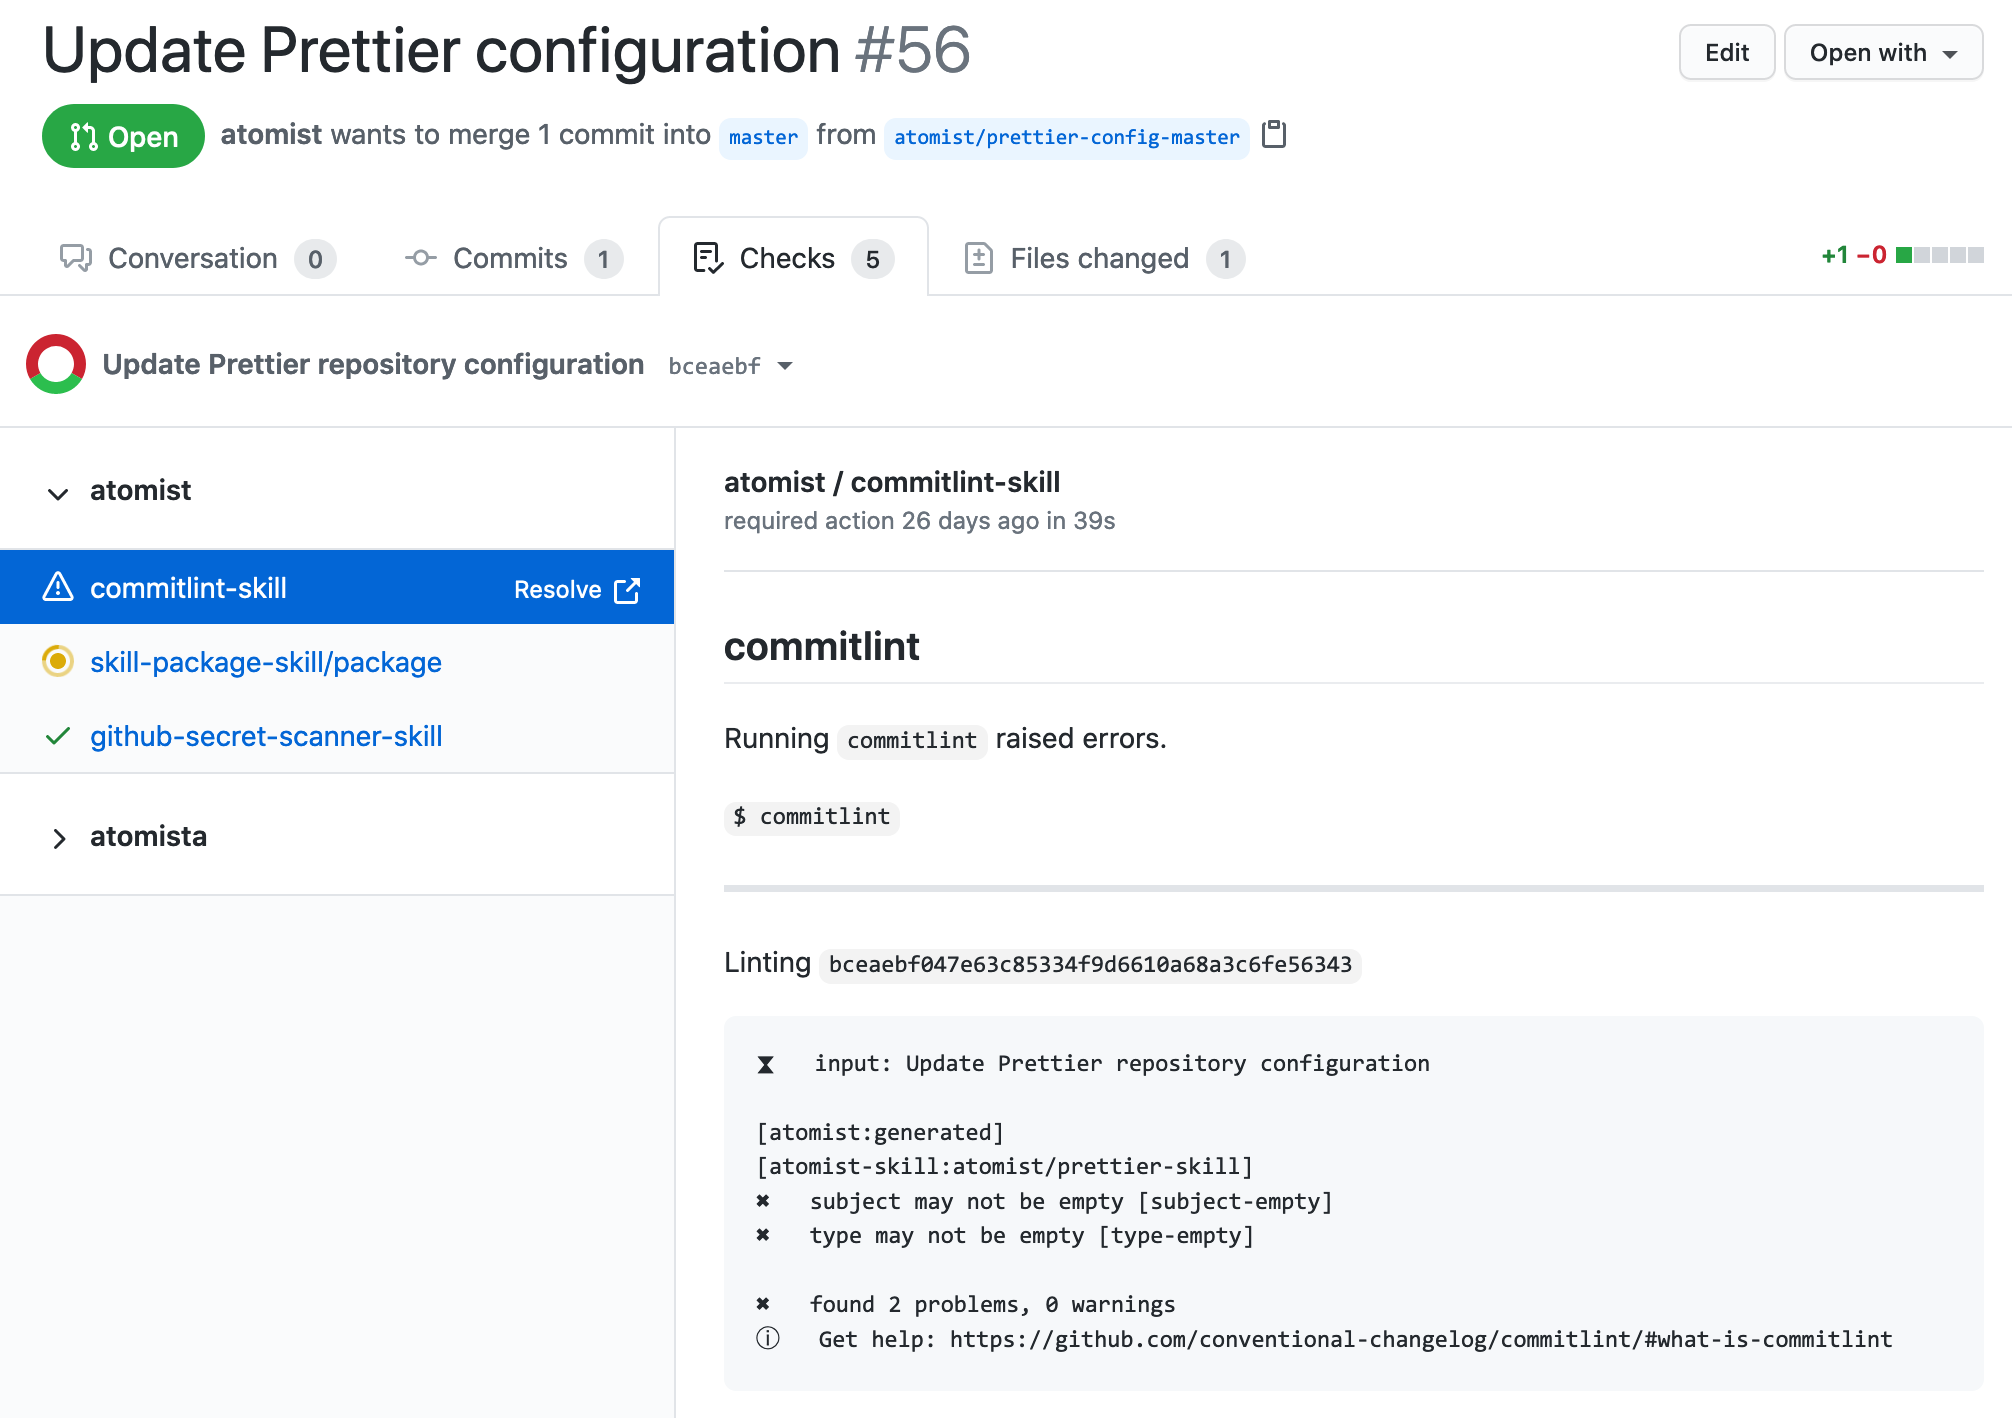 Update Prettier configuration #56
Edit
Open with
Open
atomist wants to merge 1 commit into master from atomist/prettier-config-master
Conversation 0
Commits 1
Checks 5
Files changed 1
+1 −0
Update Prettier repository configuration bceaebf
atomist
commitlint-skill Resolve
skill-package-skill/package
github-secret-scanner-skill
atomista
atomist / commitlint-skill
required action 26 days ago in 39s
commitlint
Running commitlint raised errors.
$ commitlint
Linting bceaebf047e63c85334f9d6610a68a3c6fe56343
⧗ input: Update Prettier repository configuration
[atomist:generated]
[atomist-skill:atomist/prettier-skill]
✖ subject may not be empty [subject-empty]
✖ type may not be empty [type-empty]
✖ found 2 problems, 0 warnings
ⓘ Get help: https://github.com/conventional-changelog/commitlint/#what-is-commitlint